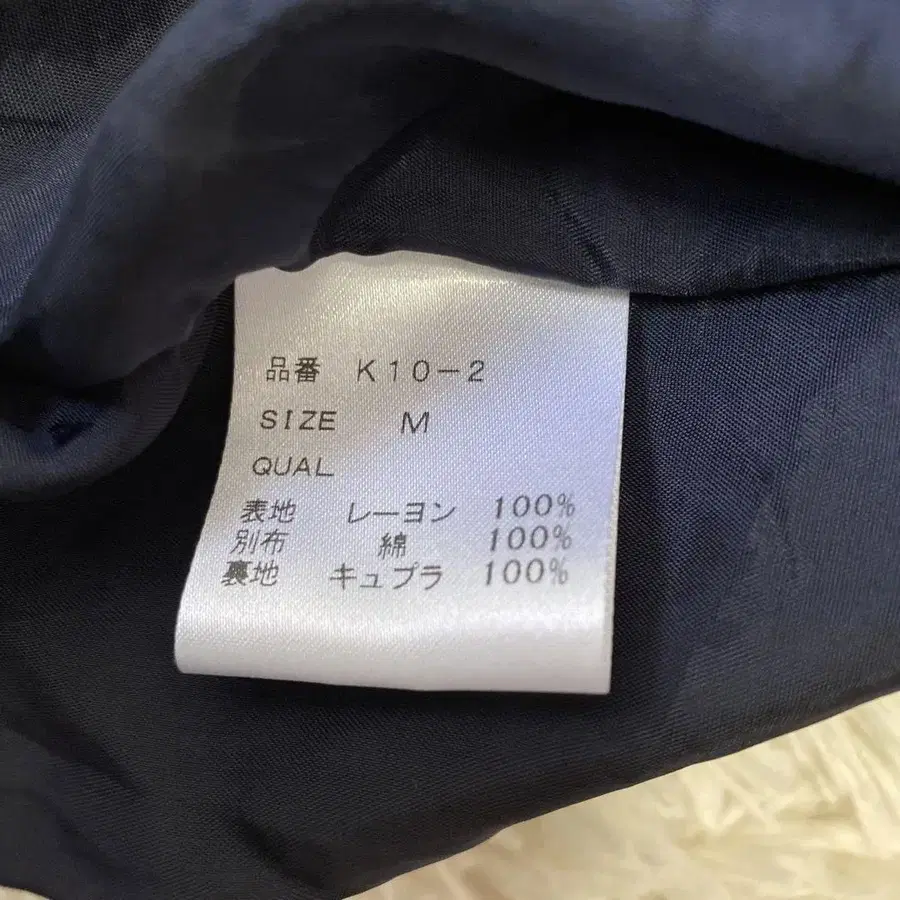 品番 K10-2
SIZE M
QUAL
表地 レーヨン 100%
別布 綿 100%
裏地 キュプラ 100%